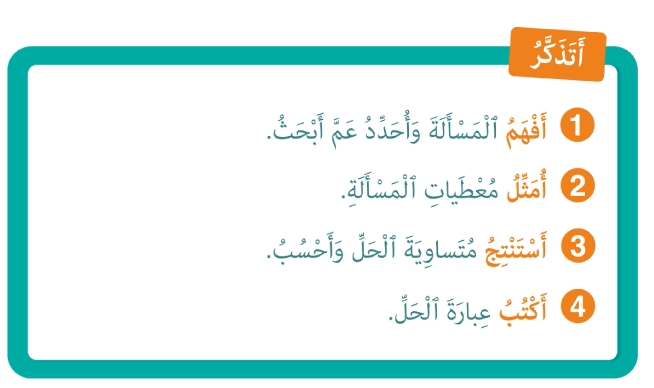 أَتَذَكَّرُ
1 أَفْهَمُ ٱلْمَسْأَلَةَ وَأُحَدِّدُ عَمَّ أَبْحَثُ.
2 أُمَثِّلُ مُعْطَياتِ ٱلْمَسْأَلَةِ.
3 أَسْتَنْتِجُ مُتَساوِيَةَ ٱلْحَلِّ وَأَحْسُبُ.
4 أَكْتُبُ عِبارَةَ ٱلْحَلِّ.